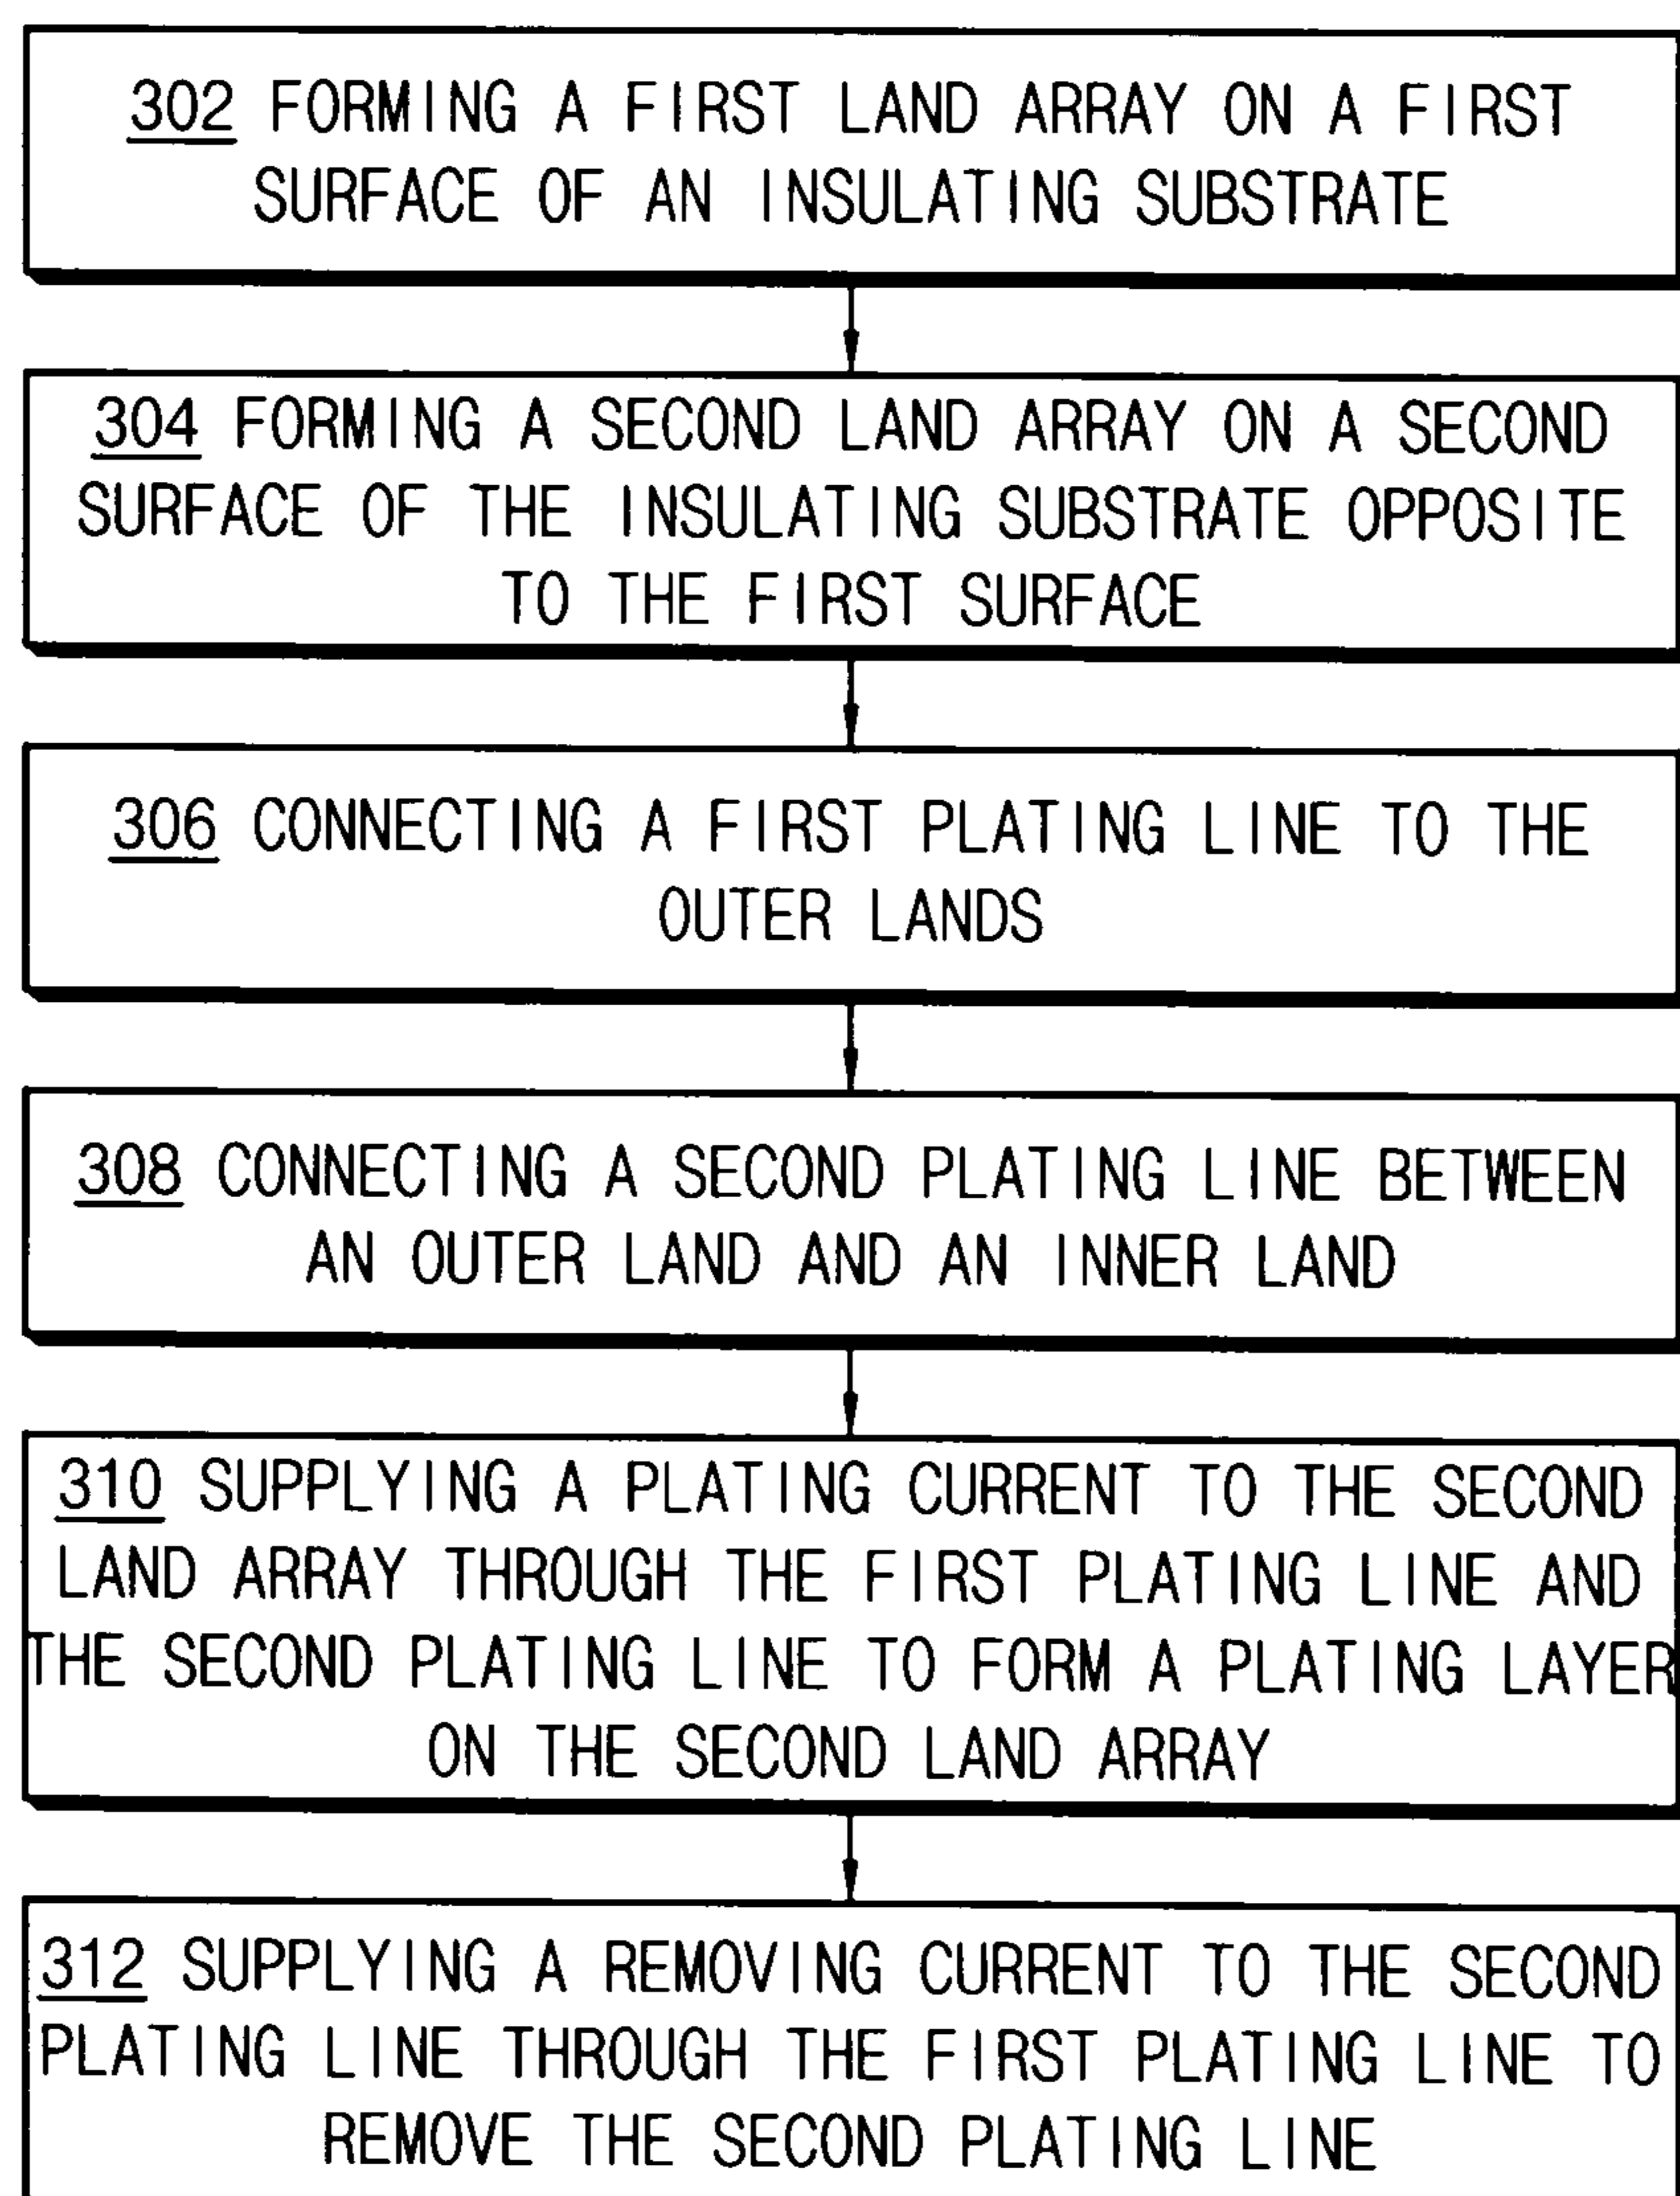 302 FORMING A FIRST LAND ARRAY ON A FIRST
SURFACE OF AN INSULATING SUBSTRATE
304 FORMING A SECOND LAND ARRAY ON A SECOND
SURFACE OF THE INSULATING SUBSTRATE OPPOSITE
TO THE FIRST SURFACE
306 CONNECTING A FIRST PLATING LINE TO THE
OUTER LANDS
308 CONNECTING A SECOND PLATING LINE BETWEEN
AN OUTER LAND AND AN INNER LAND
310 SUPPLYING A PLATING CURRENT TO THE SECOND
LAND ARRAY THROUGH THE FIRST PLATING LINE AND
THE SECOND PLATING LINE TO FORM A PLATING LAYER
ON THE SECOND LAND ARRAY
312 SUPPLYING A REMOVING CURRENT TO THE SECOND
PLATING LINE THROUGH THE FIRST PLATING LINE TO
REMOVE THE SECOND PLATING LINE